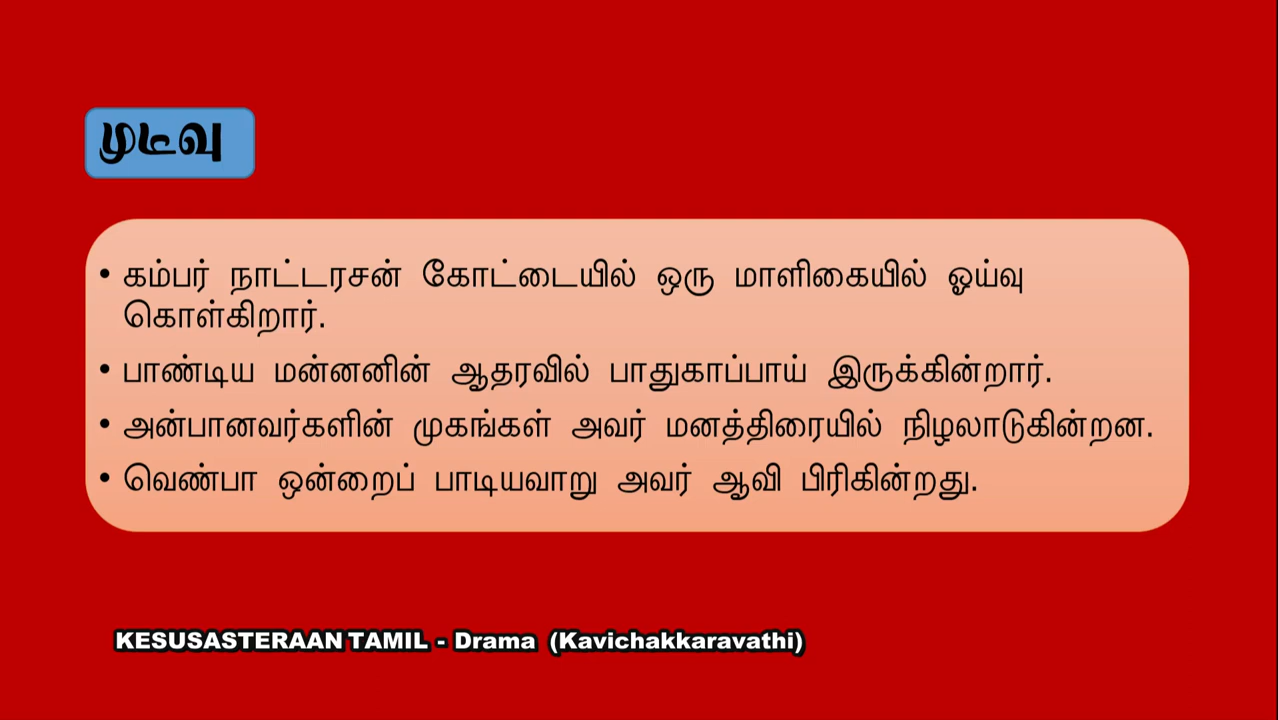 முடிவு
• கம்பர் நாட்டரசன் கோட்டையில் ஒரு மாளிகையில் ஓய்வு
கொள்கிறார்.
• பாண்டிய மன்னனின் ஆதரவில் பாதுகாப்பாய் இருக்கின்றார்.
• அன்பானவர்களின் முகங்கள் அவர் மனத்திரையில் நிழலாடுகின்றன.
• வெண்பா ஒன்றைப் பாடியவாறு அவர் ஆவி பிரிகின்றது.
KESUSASTERAAN TAMIL - Drama (Kavichakkaravathi)